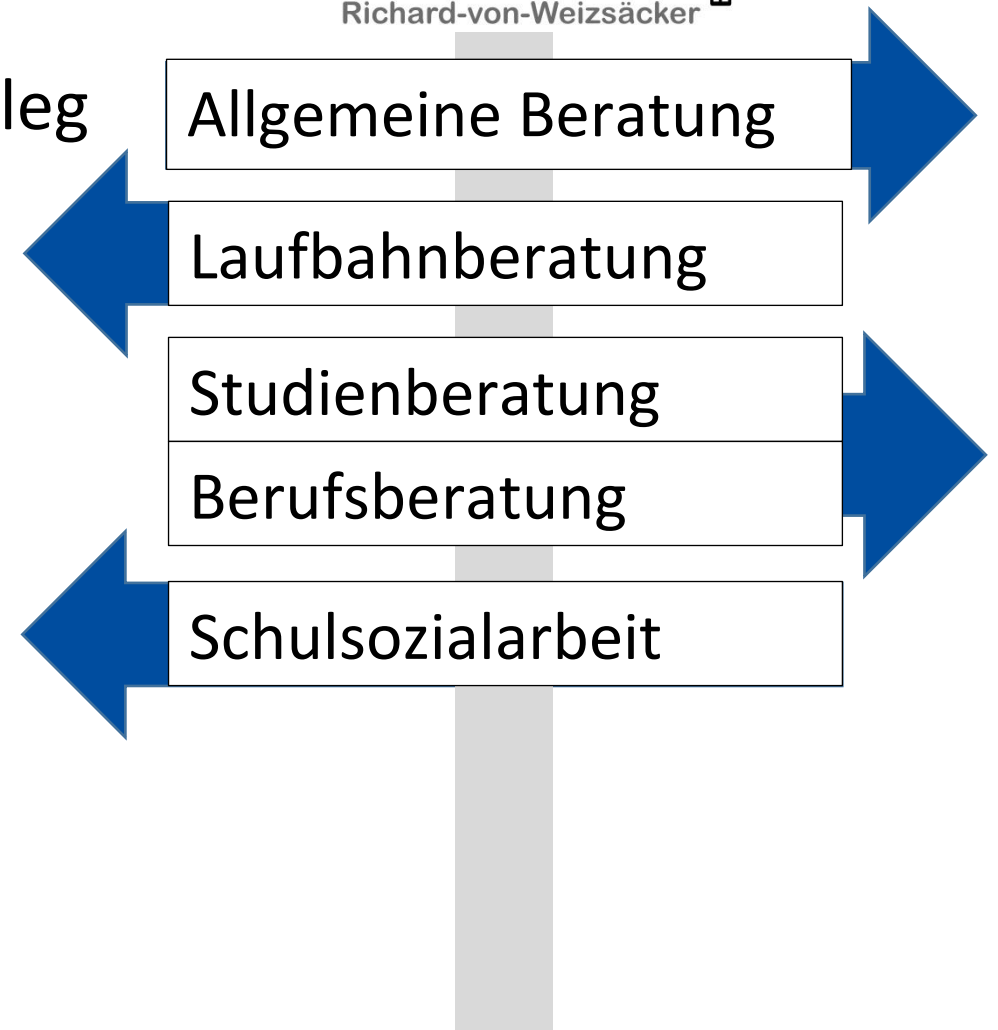 Richard-von-Weizsäcker
leg
Allgemeine Beratung
Laufbahnberatung
Studienberatung
Berufsberatung
Schulsozialarbeit